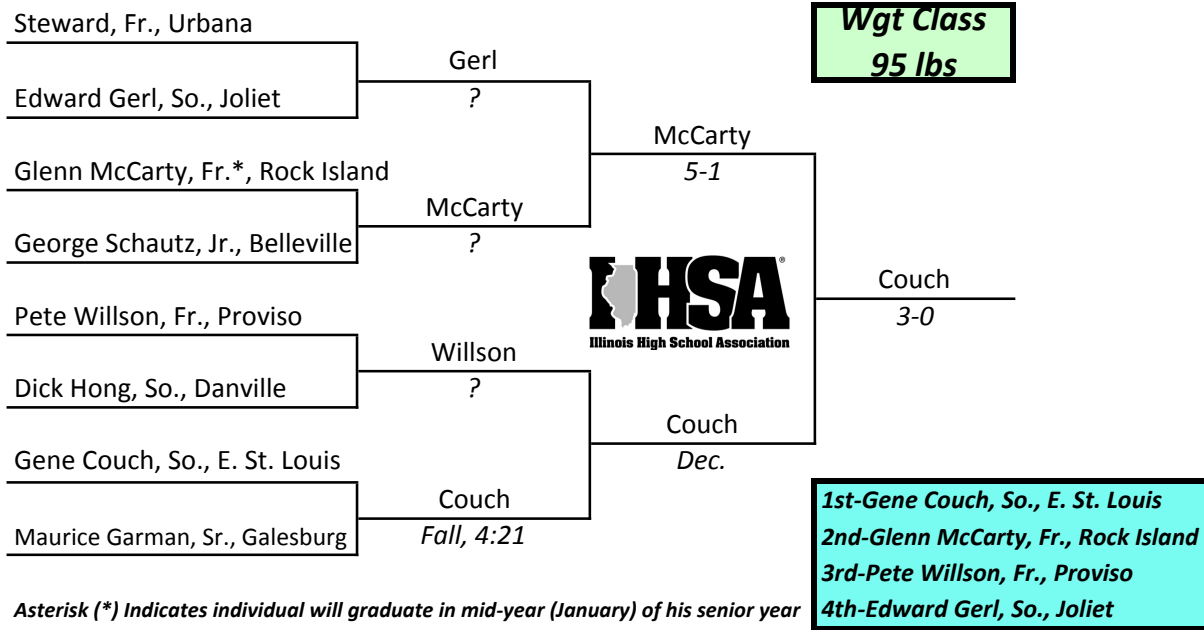 Steward, Fr., Urbana
Wgt Class
95 lbs
Gerl
?
Edward Gerl, So., Joliet
McCarty
5-1
Glenn McCarty, Fr.*, Rock Island
McCarty
?
George Schautz, Jr., Belleville
IHSA®
Illinois High School Association
Couch
3-0
Pete Willson, Fr., Proviso
Willson
?
Dick Hong, So., Danville
Couch
Dec.
Gene Couch, So., E. St. Louis
Couch
Fall, 4:21
Maurice Garman, Sr., Galesburg
1st-Gene Couch, So., E. St. Louis
2nd-Glenn McCarty, Fr., Rock Island
3rd-Pete Willson, Fr., Proviso
4th-Edward Gerl, So., Joliet
Asterisk (*) Indicates individual will graduate in mid-year (January) of his senior year